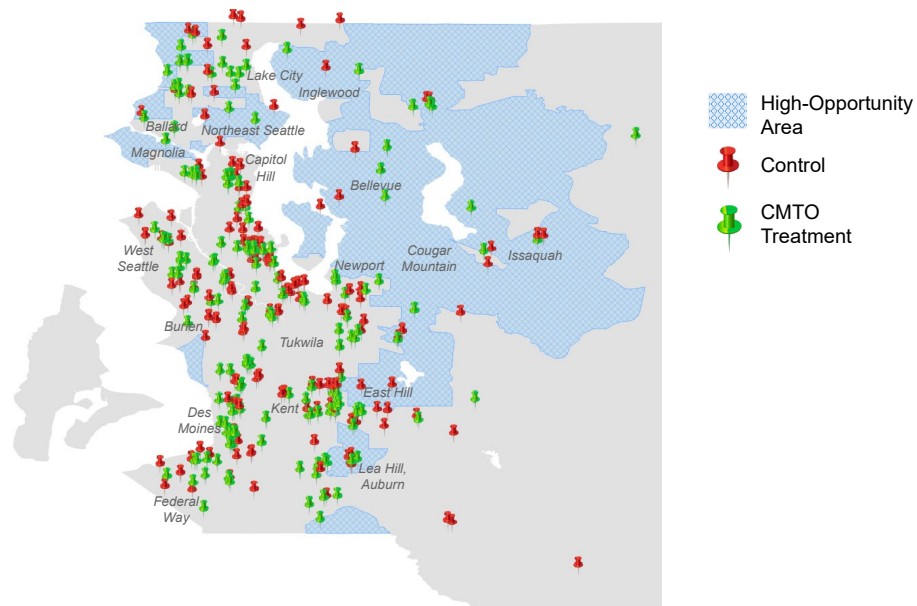 Lake City
Inglewood
Ballard
Northeast Seattle
Magnolia
Capitol
Hill
Bellevue
West
Seattle
Newport
Cougar
Mountain
Issaquah
Burien
Tukwila
East Hill
Kent
Des
Moines
Lea Hill,
Auburn
Federal
Way
High-Opportunity
Area
Control
CMTO
Treatment